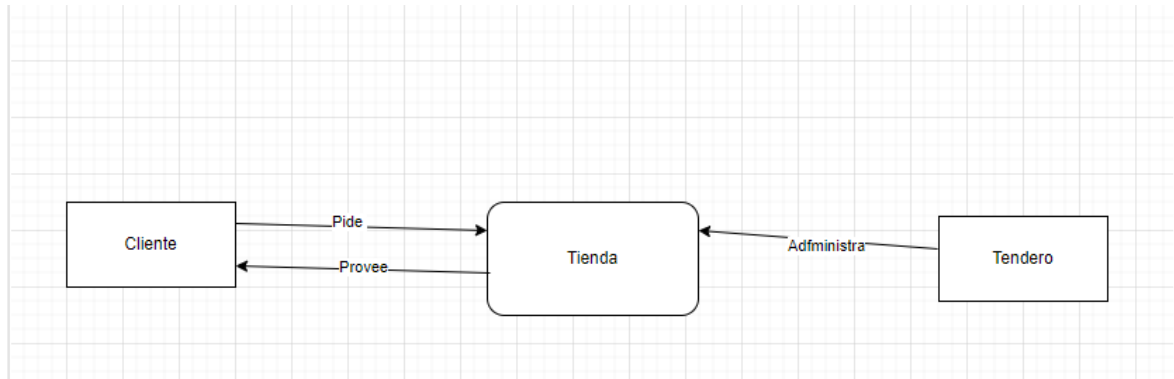 Cliente
Pide
Provee
Tienda
Adfministra
Tendero